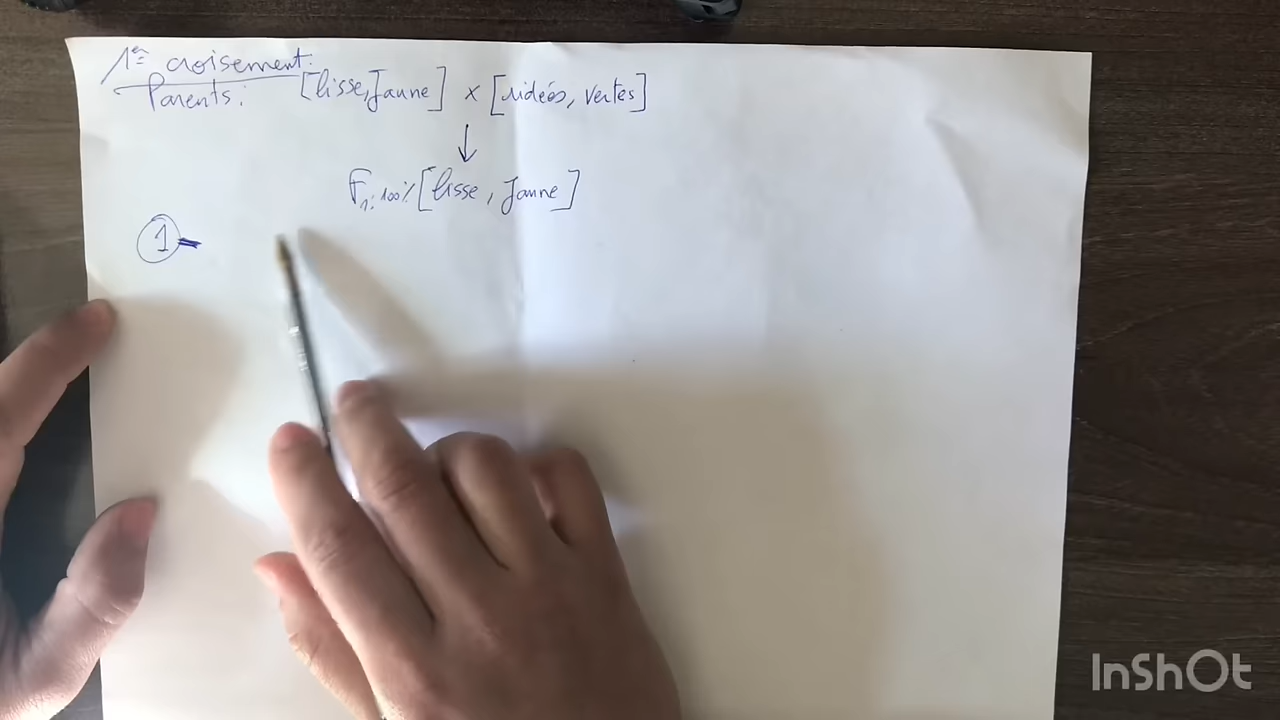 1er croisement:
Parents: [lisse, Jaune] x [ridées, vertes]
↓
F1: 100% [lisse, Jaune]
1-
InShOt